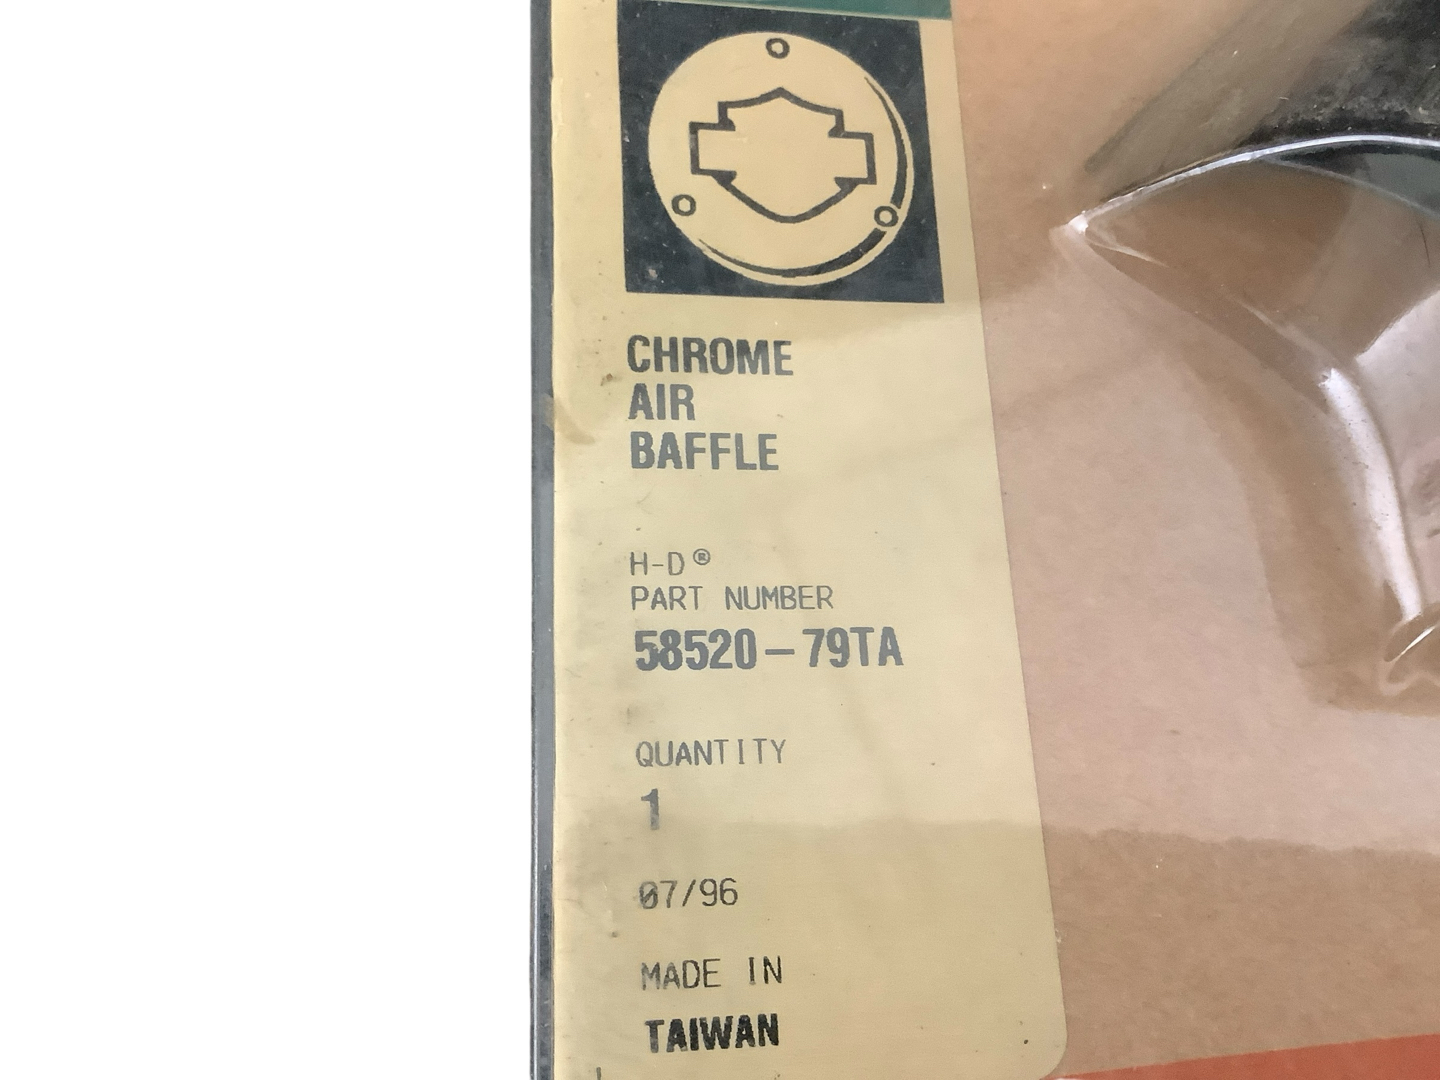 CHROME
AIR
BAFFLE
H-D®
PART NUMBER
58520-79TA
QUANTITY
1
07/96
MADE IN
TAIWAN